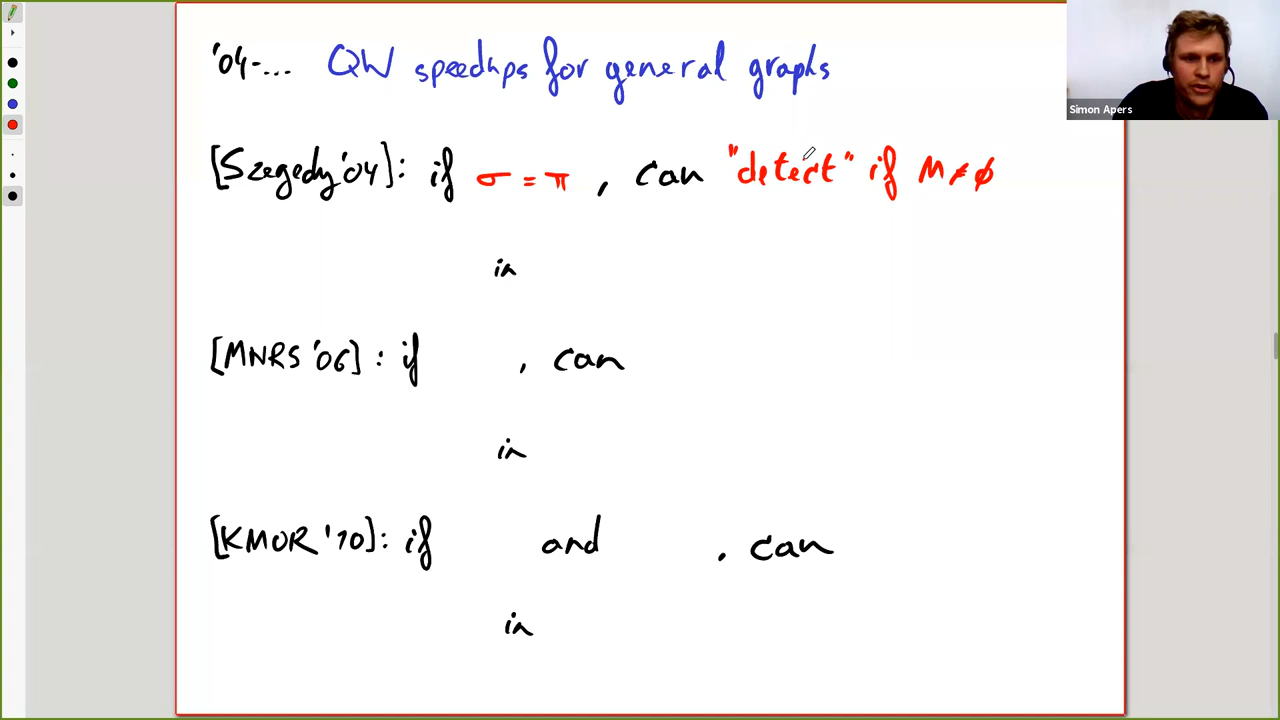 '04-... QW speedups for general graphs
Simon Apers
[Szegedy '04]: if σ = π , can "detect" if M ≠ ∅
in
[MNRS '06] : if , can
in
[KMOR '10]: if and , can
in